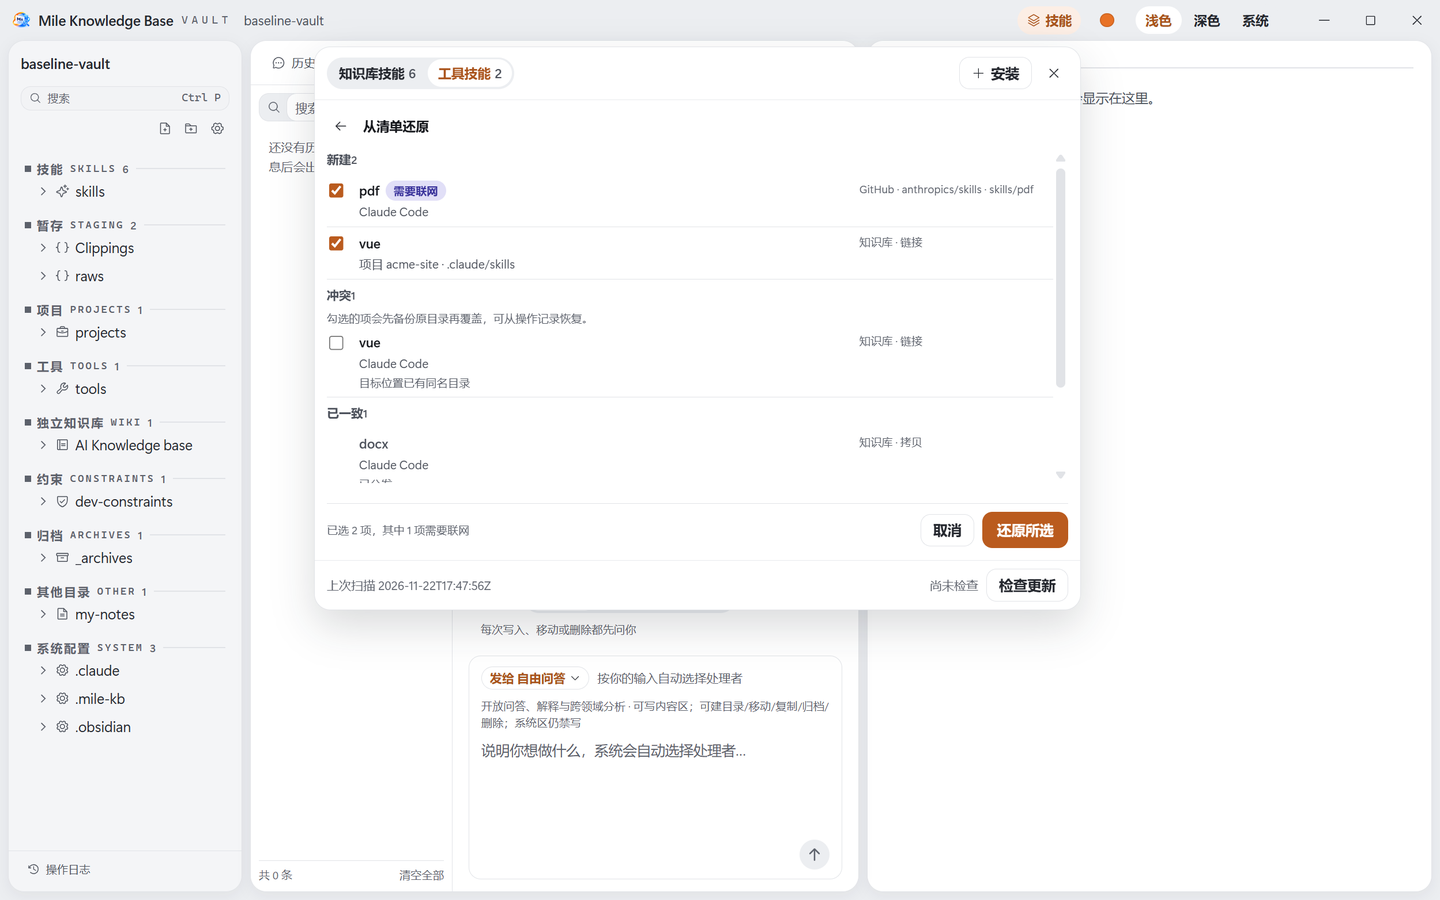 Mile Knowledge Base VAULT baseline-vault
技能
浅色 深色 系统
baseline-vault
搜索 Ctrl P
技能 SKILLS 6
skills
暂存 STAGING 2
Clippings
raws
项目 PROJECTS 1
projects
工具 TOOLS 1
tools
独立知识库 WIKI 1
AI Knowledge base
约束 CONSTRAINTS 1
dev-constraints
归档 ARCHIVES 1
_archives
其他目录 OTHER 1
my-notes
系统配置 SYSTEM 3
.claude
.mile-kb
.obsidian
操作日志
历史
搜索
还没有历
息后会出
共 0 条 清空全部
知识库技能 6 工具技能 2
安装
从清单还原
新建2
pdf 需要联网 GitHub · anthropics/skills · skills/pdf
Claude Code
vue 知识库 · 链接
项目 acme-site · .claude/skills
冲突1
勾选的项会先备份原目录再覆盖，可从操作记录恢复。
vue 知识库 · 链接
Claude Code
目标位置已有同名目录
已一致1
docx 知识库 · 拷贝
Claude Code
已选 2 项，其中 1 项需要联网
取消 还原所选
上次扫描 2026-11-22T17:47:56Z 尚未检查 检查更新
每次写入、移动或删除都先问你
发给 自由问答 按你的输入自动选择处理者
开放问答、解释与跨领域分析 · 可写内容区；可建目录/移动/复制/归档/
删除；系统区仍禁写
说明你想做什么，系统会自动选择处理者...
显示在这里。